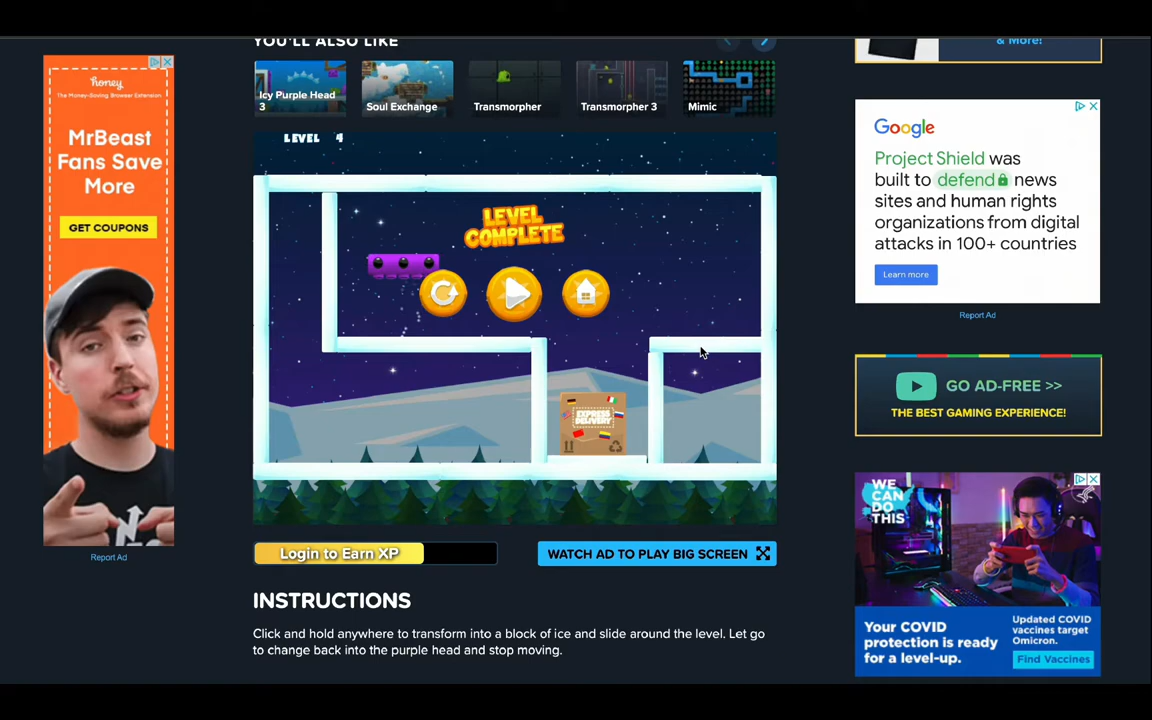 YOU'LL ALSO LIKE
& More!
honey
The Money-Saving Browser Extension
MrBeast
Fans Save
More
GET COUPONS
Report Ad
Icy Purple Head
3
Soul Exchange
Transmorpher
Transmorpher 3
Mimic
LEVEL 4
LEVEL
COMPLETE
EXPRESS
DELIVERY
Login to Earn XP
WATCH AD TO PLAY BIG SCREEN
INSTRUCTIONS
Click and hold anywhere to transform into a block of ice and slide around the level. Let go
to change back into the purple head and stop moving.
Google
Project Shield was
built to defend news
sites and human rights
organizations from digital
attacks in 100+ countries
Learn more
Report Ad
GO AD-FREE >>
THE BEST GAMING EXPERIENCE!
WE
CAN
DO
THIS
Your COVID
protection is ready
for a level-up.
Updated COVID
vaccines target
Omicron.
Find Vaccines